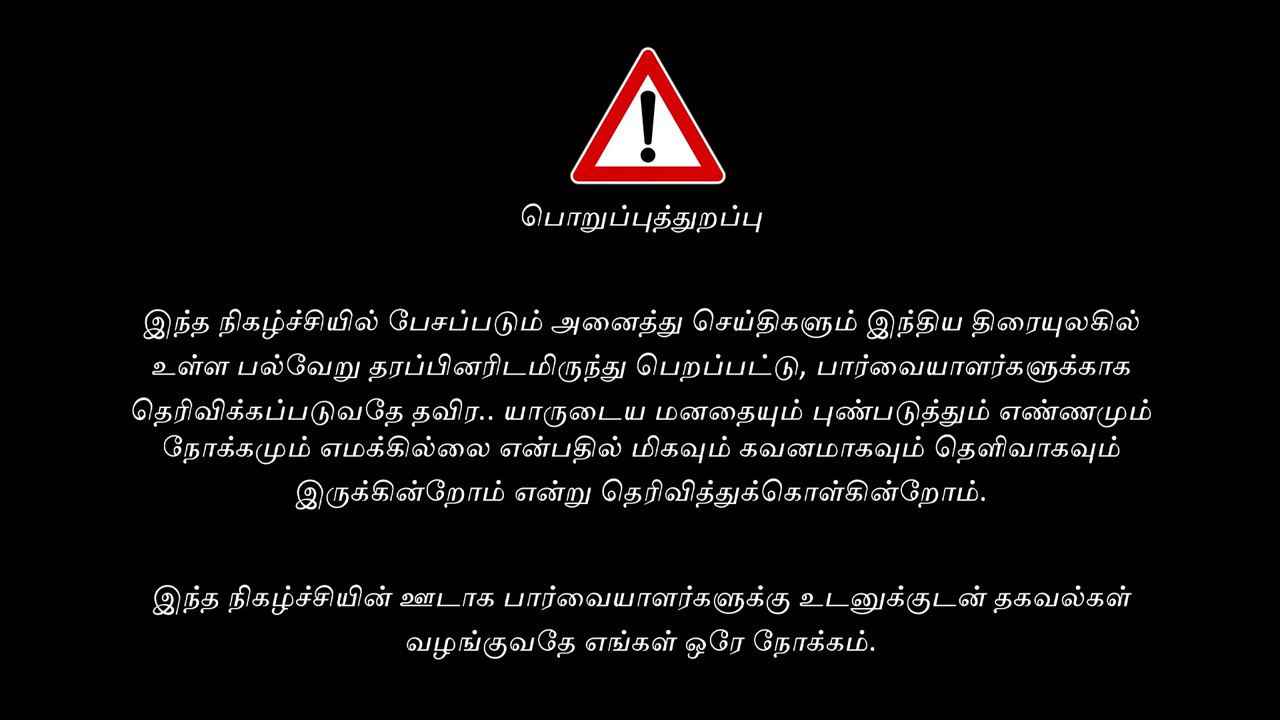 பொறுப்புத்துறப்பு
இந்த நிகழ்ச்சியில் பேசப்படும் அனைத்து செய்திகளும் இந்திய திரையுலகில்
உள்ள பல்வேறு தரப்பினரிடமிருந்து பெறப்பட்டு, பார்வையாளர்களுக்காக
தெரிவிக்கப்படுவதே தவிர.. யாருடைய மனதையும் புண்படுத்தும் எண்ணமும்
நோக்கமும் எமக்கில்லை என்பதில் மிகவும் கவனமாகவும் தெளிவாகவும்
இருக்கின்றோம் என்று தெரிவித்துக்கொள்கின்றோம்.
இந்த நிகழ்ச்சியின் ஊடாக பார்வையாளர்களுக்கு உடனுக்குடன் தகவல்கள்
வழங்குவதே எங்கள் ஒரே நோக்கம்.